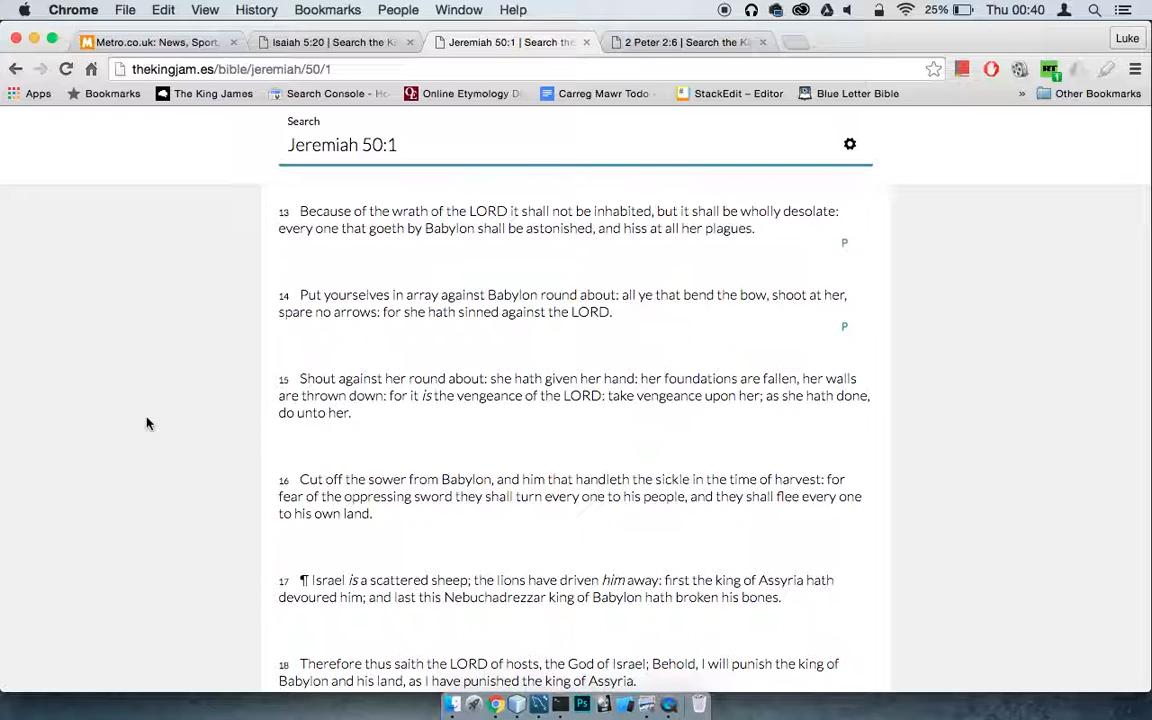 Chrome File Edit View History Bookmarks People Window Help 25% Thu 00:40
Metro.co.uk: News, Sport, Isaiah 5:20 | Search the Ki Jeremiah 50:1 | Search the 2 Peter 2:6 | Search the Ki Luke
thekingjam.es/bible/jeremiah/50/1
Apps Bookmarks The King James Search Console - Ho Online Etymology D Carreg Mawr Todo StackEdit – Editor Blue Letter Bible » Other Bookmarks
Search
Jeremiah 50:1
13 Because of the wrath of the LORD it shall not be inhabited, but it shall be wholly desolate:
every one that goeth by Babylon shall be astonished, and hiss at all her plagues.
P
14 Put yourselves in array against Babylon round about: all ye that bend the bow, shoot at her,
spare no arrows: for she hath sinned against the LORD.
P
15 Shout against her round about: she hath given her hand: her foundations are fallen, her walls
are thrown down: for it is the vengeance of the LORD: take vengeance upon her; as she hath done,
do unto her.
16 Cut off the sower from Babylon, and him that handleth the sickle in the time of harvest: for
fear of the oppressing sword they shall turn every one to his people, and they shall flee every one
to his own land.
17 ¶ Israel is a scattered sheep; the lions have driven him away: first the king of Assyria hath
devoured him; and last this Nebuchadrezzar king of Babylon hath broken his bones.
18 Therefore thus saith the LORD of hosts, the God of Israel; Behold, I will punish the king of
Babylon and his land, as I have punished the king of Assyria.
Ps